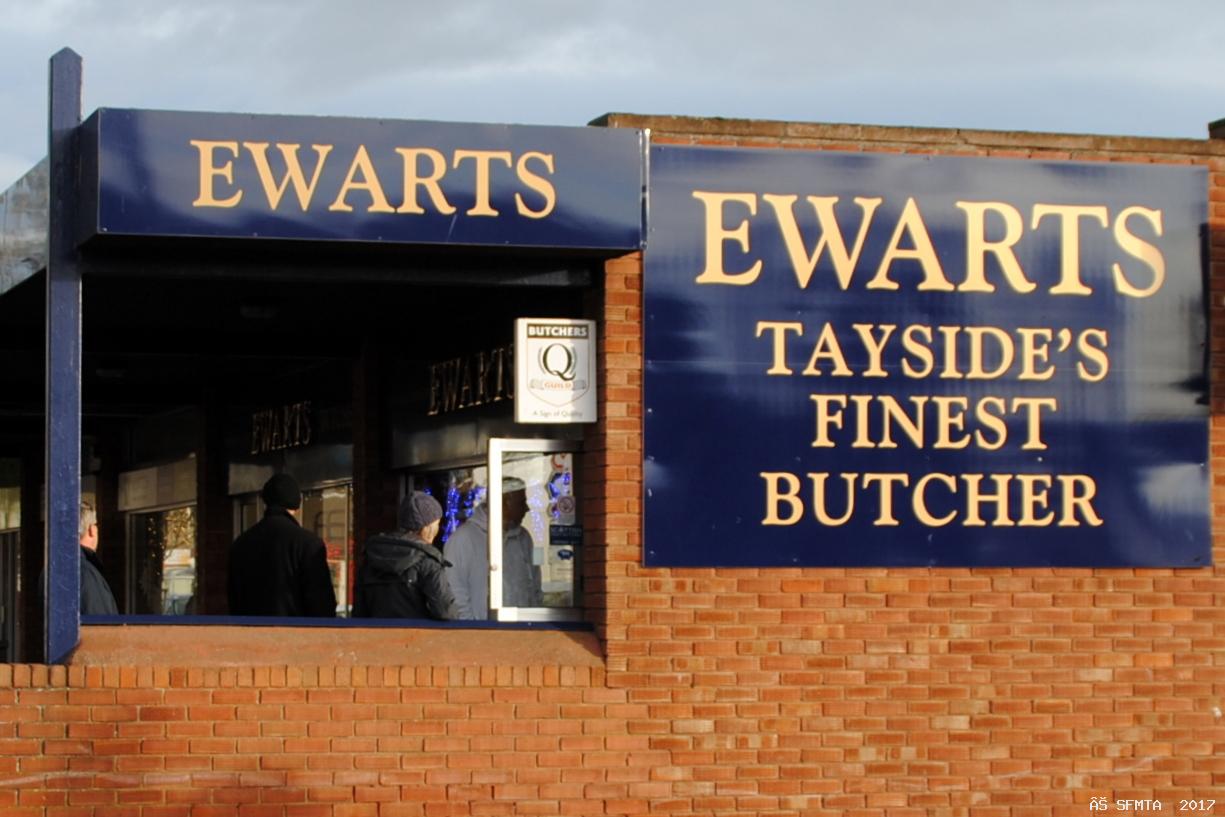 EWARTS
EWARTS
TAYSIDE'S
FINEST
BUTCHER
BUTCHERS
Q
GUILD
A Sign of Quality
EWARTS
EWARTS
ÂŠ SFMTA 2017